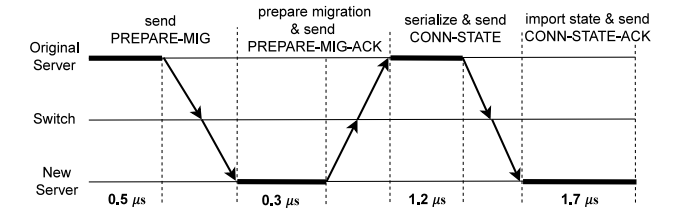 send
PREPARE-MIG
prepare migration
& send
PREPARE-MIG-ACK
serialize & send
CONN-STATE
import state & send
CONN-STATE-ACK
Original
Server
Switch
New
Server
0.5 μs
0.3 μs
1.2 μs
1.7 μs